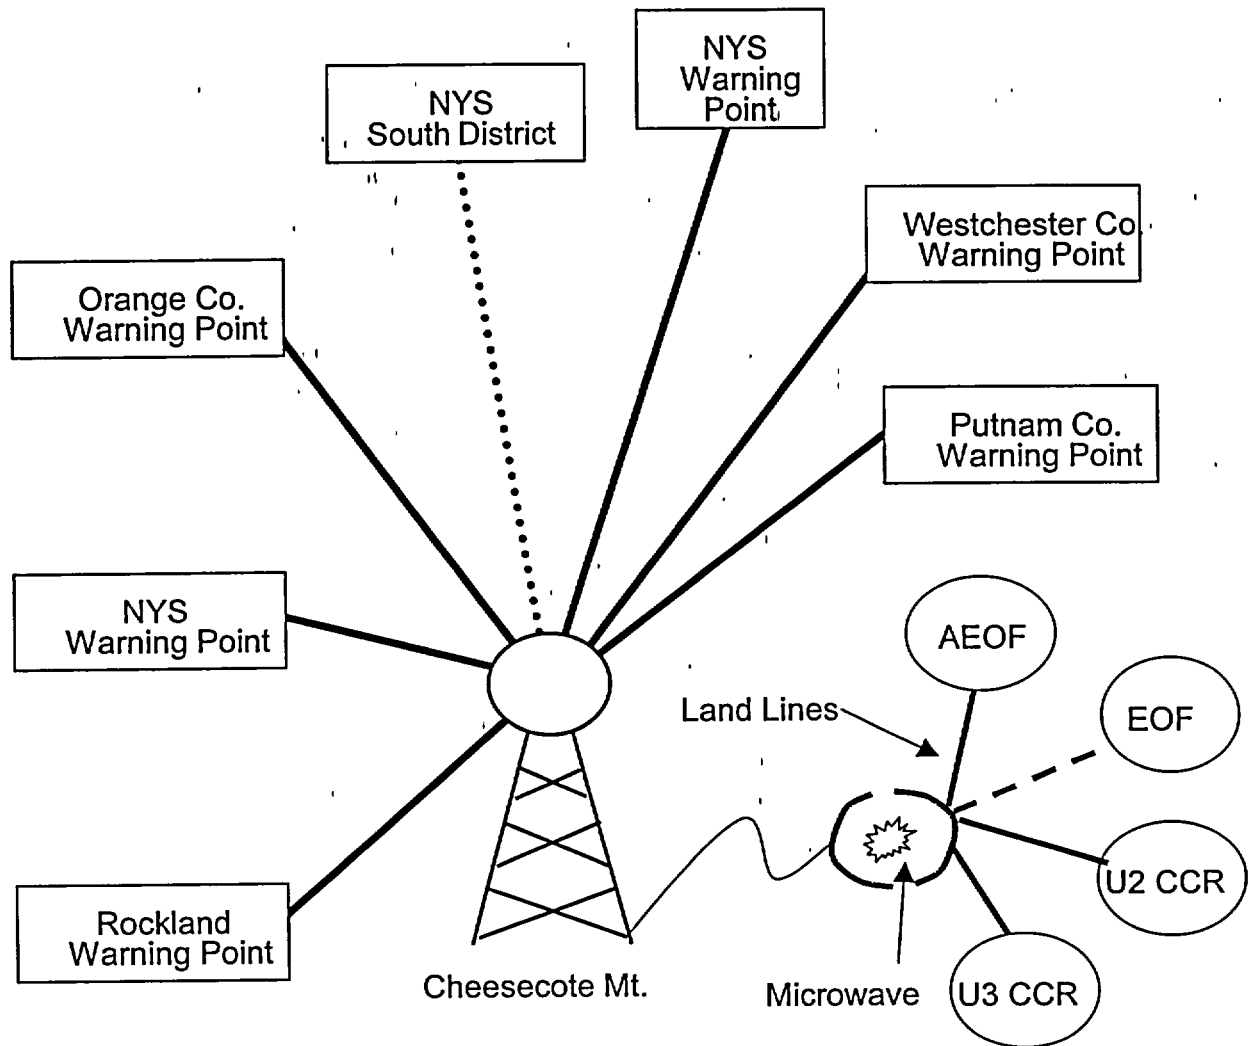 NYS
Warning
Point
NYS
South District
Westchester Co.
Warning Point
Orange Co.
Warning Point
Putnam Co.
Warning Point
NYS
Warning Point
AEOF
Land Lines
EOF
U2 CCR
Rockland
Warning Point
Cheesecote Mt.
Microwave
U3 CCR